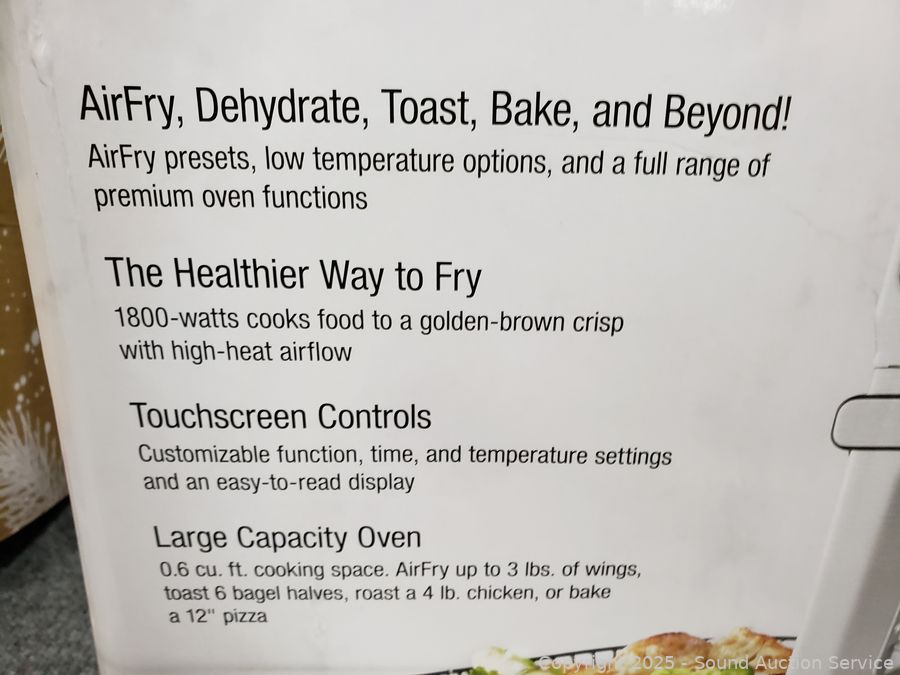 AirFry, Dehydrate, Toast, Bake, and Beyond!
AirFry presets, low temperature options, and a full range of
premium oven functions
The Healthier Way to Fry
1800-watts cooks food to a golden-brown crisp
with high-heat airflow
Touchscreen Controls
Customizable function, time, and temperature settings
and an easy-to-read display
Large Capacity Oven
0.6 cu. ft. cooking space. AirFry up to 3 lbs. of wings,
toast 6 bagel halves, roast a 4 lb. chicken, or bake
a 12" pizza
Copyright 2025 - Sound Auction Service